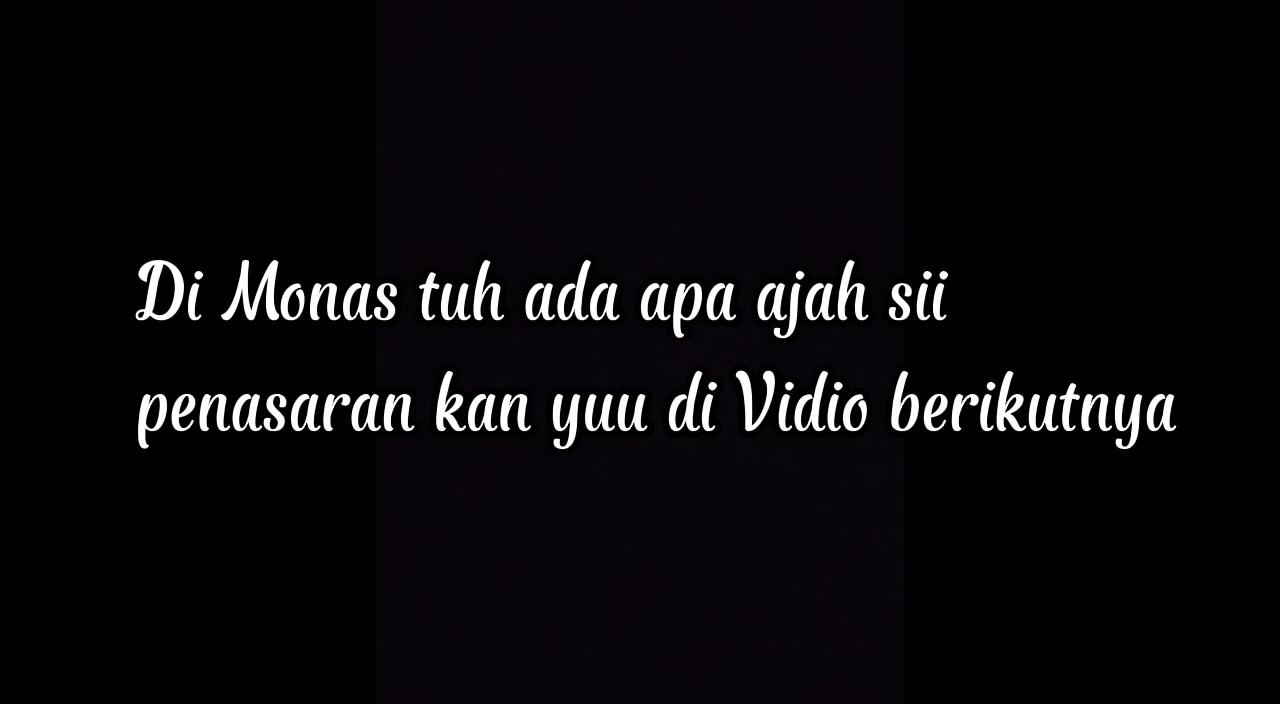 Di Monas tuh ada apa ajah sii
penasaran kan yuu di Vidio berikutnya